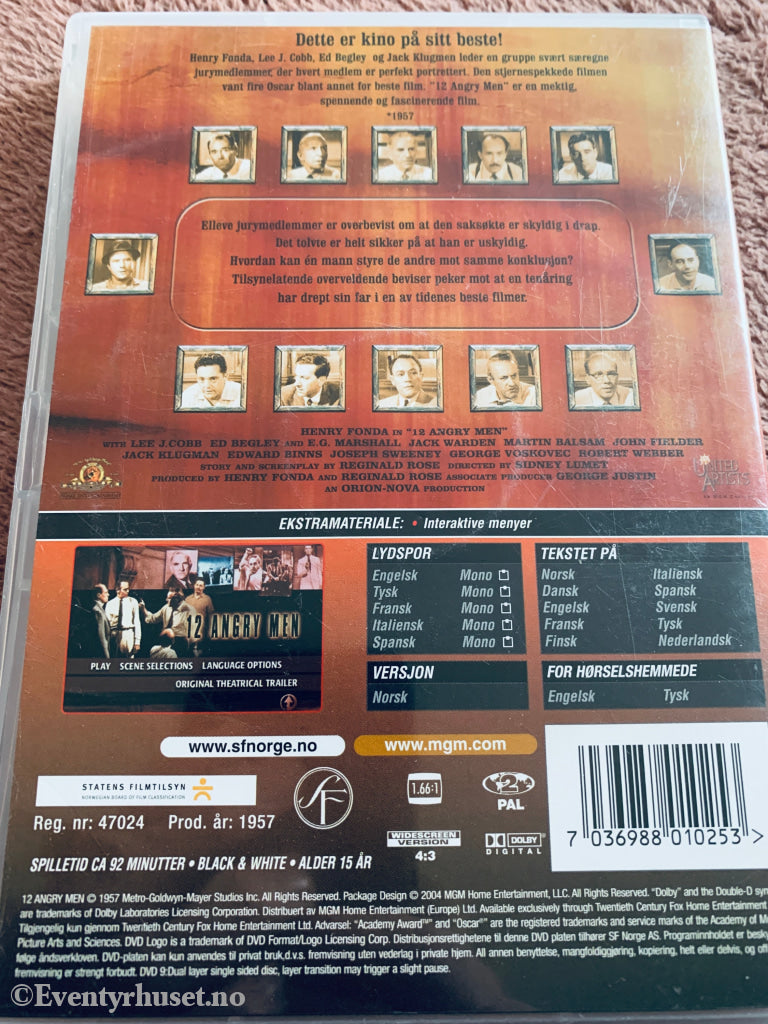 Dette er kino på sitt beste!
Henry Fonda, Lee J. Cobb, Ed Begley og Jack Klugmen leder en gruppe svært særegne
jurymedlemmer, der hvert medlem er perfekt portrettert. Den stjernespekkede filmen
vant fire Oscar blant annet for beste film. "12 Angry Men" er en mektig,
spennende og fascinerende film.
*1957
Elleve jurymedlemmer er overbevist om at den saksøkte er skyldig i drap.
Det tolvte er helt sikker på at han er uskyldig.
Hvordan kan én mann styre de andre mot samme konklusjon?
Tilsynelatende overveldende beviser peker mot at en tenåring
har drept sin far i en av tidenes beste filmer.
HENRY FONDA IN "12 ANGRY MEN"
WITH LEE J.COBB ED BEGLEY AND E.G. MARSHALL JACK WARDEN MARTIN BALSAM JOHN FIELDER
JACK KLUGMAN EDWARD BINNS JOSEPH SWEENEY GEORGE VOSKOVEC ROBERT WEBBER
STORY AND SCREENPLAY BY REGINALD ROSE DIRECTED BY SIDNEY LUMET
PRODUCED BY HENRY FONDA AND REGINALD ROSE ASSOCIATE PRODUCER GEORGE JUSTIN
AN ORION-NOVA PRODUCTION
UNITED
ARTISTS
EKSTRAMATERIALE: • Interaktive menyer
12 ANGRY MEN
PLAY SCENE SELECTIONS LANGUAGE OPTIONS
ORIGINAL THEATRICAL TRAILER
LYDSPOR
Engelsk Mono
Tysk Mono
Fransk Mono
Italiensk Mono
Spansk Mono
VERSJON
Norsk
TEKSTET PÅ
Norsk Italiensk
Dansk Spansk
Engelsk Svensk
Fransk Tysk
Finsk Nederlandsk
FOR HØRSELSHEMMEDE
Engelsk Tysk
www.sfnorge.no
www.mgm.com
STATENS FILMTILSYN
NORWEGIAN BOARD OF FILM CLASSIFICATION
SF
1.66:1
2
PAL
Reg. nr: 47024 Prod. år: 1957
WIDESCREEN
VERSION
4:3
DOLBY
DIGITAL
7 036988 010253 >
SPILLETID CA 92 MINUTTER • BLACK & WHITE • ALDER 15 ÅR
12 ANGRY MEN © 1957 Metro-Goldwyn-Mayer Studios Inc. All Rights Reserved. Package Design © 2004 MGM Home Entertainment, LLC. All Rights Reserved. "Dolby" and the Double-D sym
are trademarks of Dolby Laboratories Licensing Corporation. Distribuert av MGM Home Entertainment (Europe) Ltd. Available exclusively through Twentieth Century Fox Home Entertainment
Tilgjengelig kun gjennom Twentieth Century Fox Home Entertainment Ltd. Advarsel: "Academy Award™" and "Oscar®" are the registered trademarks and service marks of the Academy of Mo
Picture Arts and Sciences. DVD Logo is a trademark of DVD Format/Logo Licensing Corp. Distribusjonsrettighetene til denne DVD platen tilhører SF Norge AS. Programinnholdet er besky
følge åndsverkloven. DVD-platen kan kun anvendes til privat bruk,d.v.s. fremvisning uten vederlag i private hjem. All annen benyttelse, mangfoldiggjøring, kopiering, helt eller delvis, og off
fremvisning er strengt forbudt. DVD 9:Dual layer single sided disc, layer transition may trigger a slight pause.
©Eventyrhuset.no